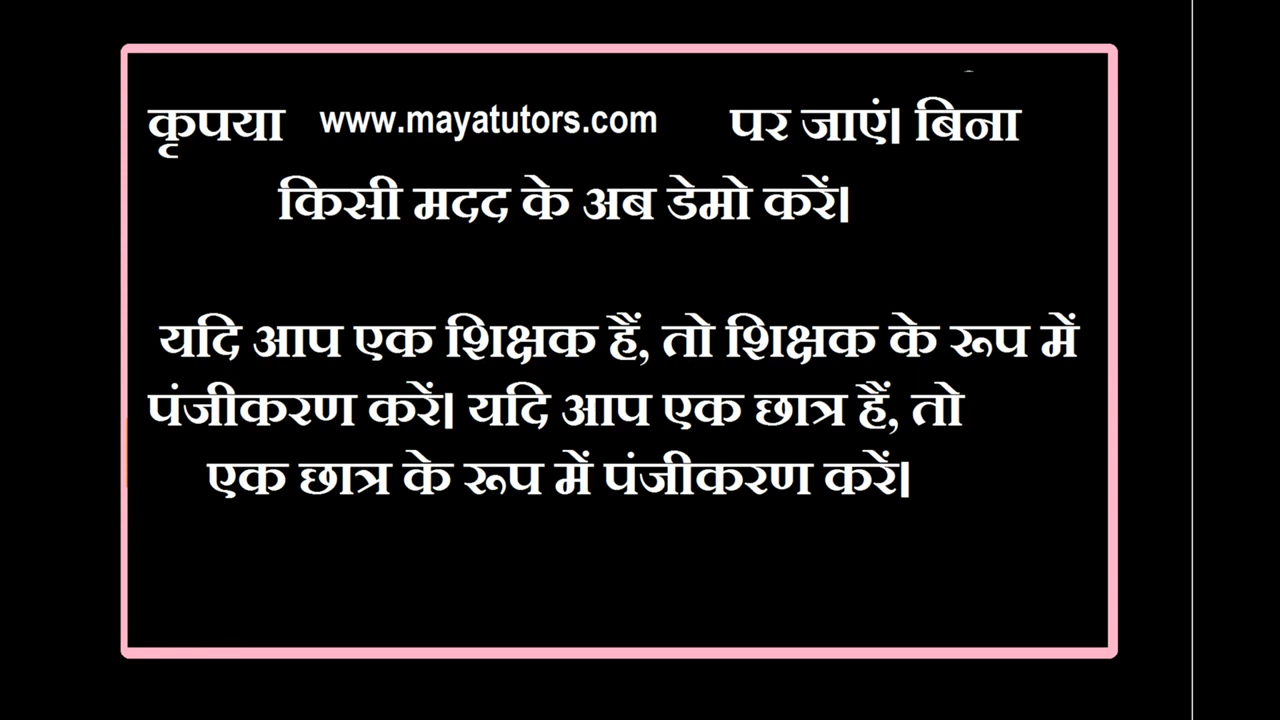 कृपया www.mayatutors.com पर जाएं। बिना
किसी मदद के अब डेमो करें।
यदि आप एक शिक्षक हैं, तो शिक्षक के रूप में
पंजीकरण करें। यदि आप एक छात्र हैं, तो
एक छात्र के रूप में पंजीकरण करें।